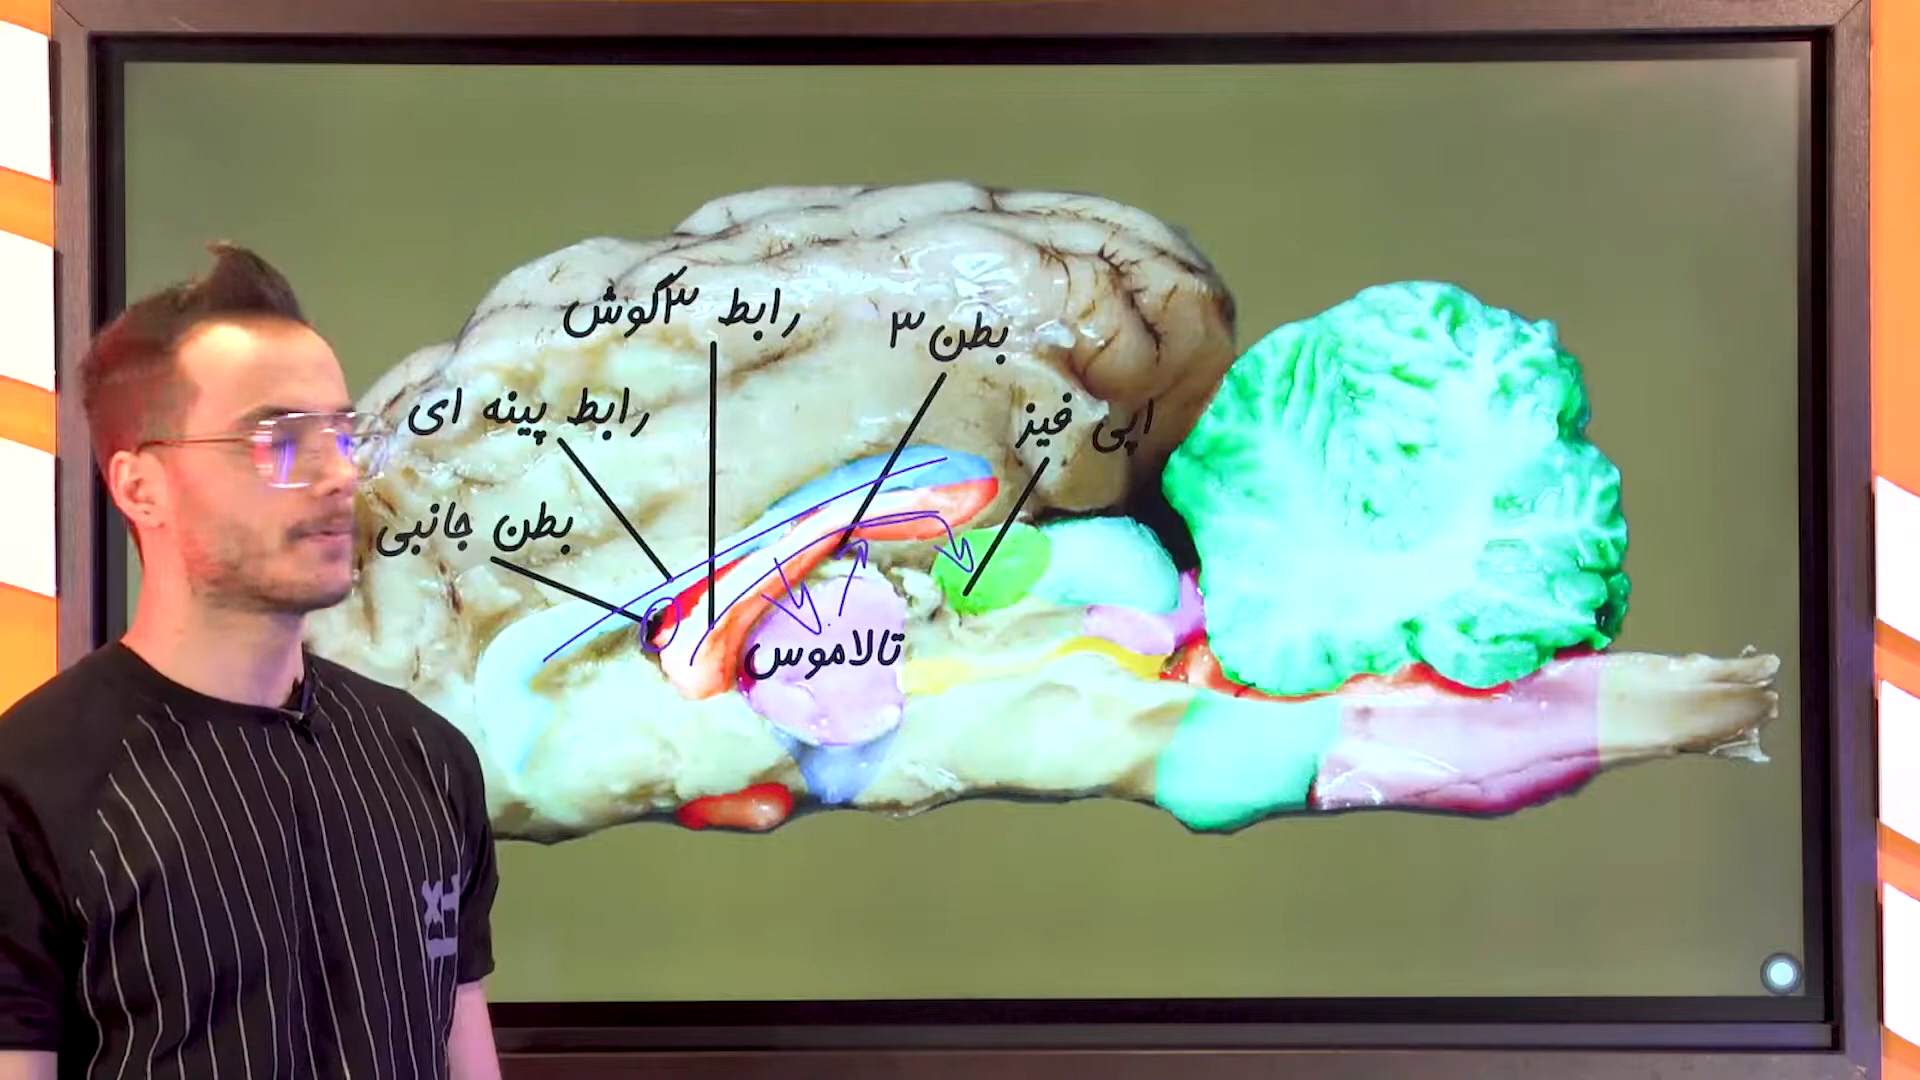 رابط ۳گوش
بطن ۳
رابط پینه ای
اپی فیز
بطن جانبی
تالاموس